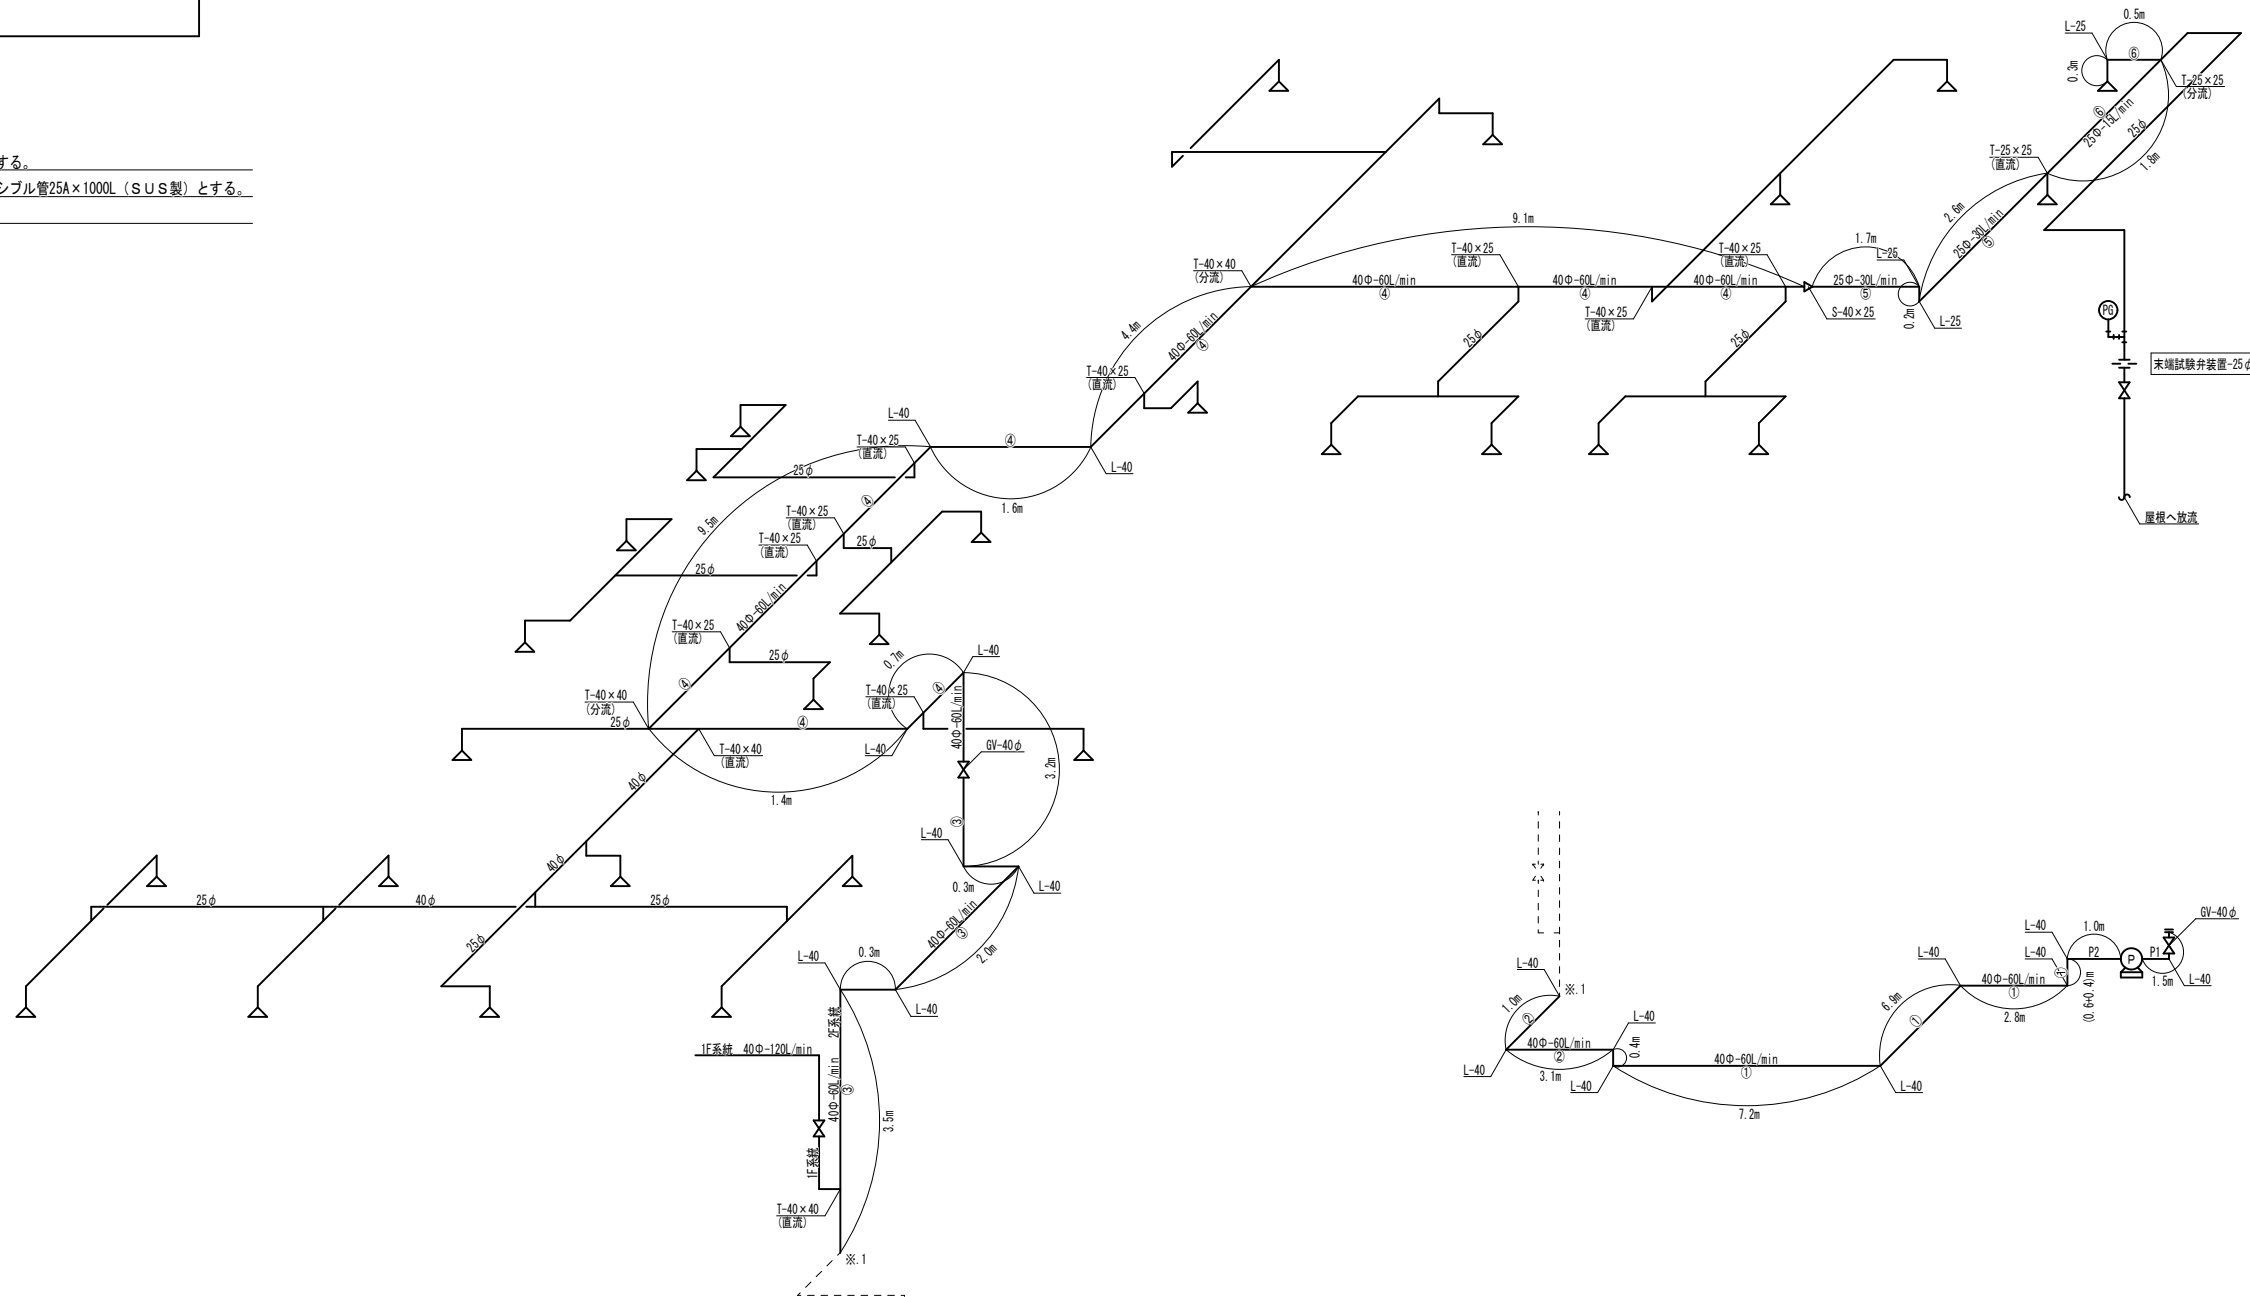 する。
シブル管25A×1000L（ＳＵＳ製）とする。
0.5m
L-25
⑥
0.3m
T-25×25
(分流)
⑥
25Φ-15L/min
25φ
1.8m
T-25×25
(直流)
2.6m
25Φ-30L/min
⑤
9.1m
1.7m
T-40×25
(直流)
T-40×25
(直流)
L-25
T-40×40
(分流)
40Φ-60L/min
④
40Φ-60L/min
④
40Φ-60L/min
④
25Φ-30L/min
⑤
T-40×25
(直流)
S-40×25
0.2m
L-25
PG
4.4m
40Φ-60L/min
④
25φ
25φ
末端試験弁装置-25φ
T-40×25
(直流)
L-40
④
T-40×25
(直流)
L-40
25φ
1.6m
④
9.5m
屋根へ放流
T-40×25
(直流)
T-40×25
(直流)
25φ
25φ
40Φ-60L/min
T-40×25
(直流)
25φ
④
0.7m
L-40
T-40×40
(分流)
25φ
T-40×25
(直流)
④
40Φ-60L/min
④
L-40
T-40×40
(直流)
GV-40φ
3.2m
40φ
1.4m
③
L-40
40φ
0.3m
L-40
25φ
40φ
25φ
25φ
40Φ-60L/min
③
2.0m
L-40
0.3m
L-40
2F系統
1F系統 40Φ-120L/min
40Φ-60L/min
③
3.5m
1F系統
T-40×40
(直流)
※.1
GV-40φ
L-40
1.0m
L-40
L-40
P2
P
P1
①
1.5m
L-40
L-40
※.1
40Φ-60L/min
①
(0.6+0.4)m
2.8m
6.9m
①
1.0m
②
L-40
40Φ-60L/min
②
0.4m
40Φ-60L/min
①
L-40
3.1m
L-40
L-40
7.2m